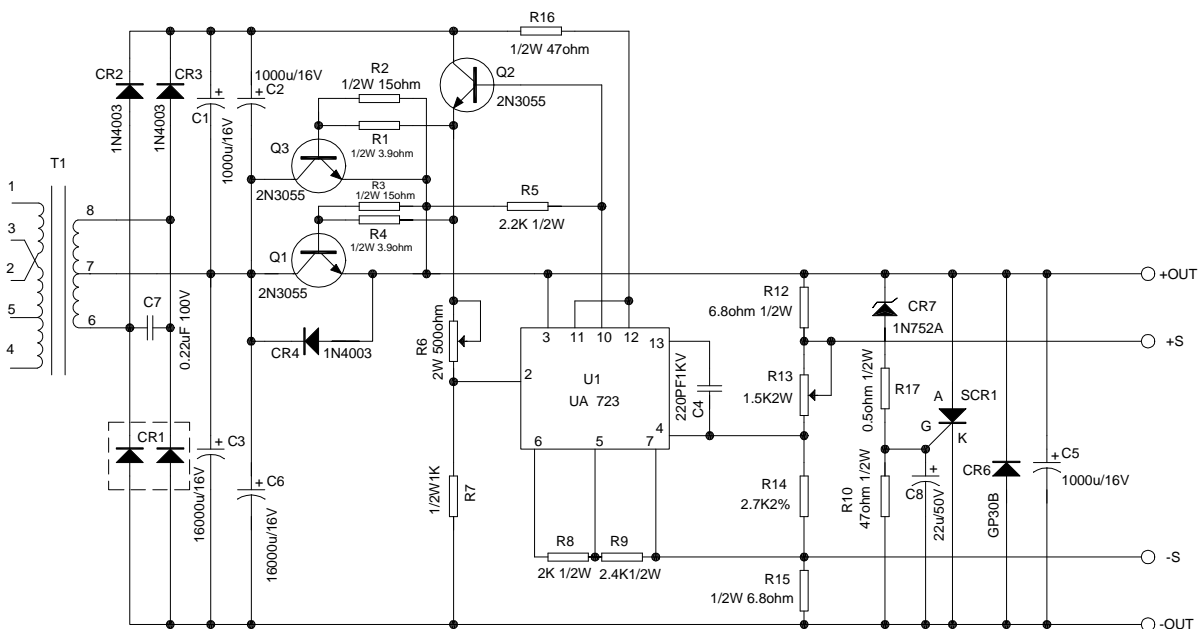 R16
1/2W 47ohm
CR2
CR3
1000u/16V
C2
R2
1/2W 15ohm
Q2
2N3055
1N4003
1N4003
C1
1000u/16V
R1
1/2W 3.9ohm
Q3
2N3055
T1
1
8
3
R3
1/2W 15ohm
R5
2.2K 1/2W
R4
1/2W 3.9ohm
2
7
Q1
2N3055
+OUT
5
6
C7
0.22uF 100V
4
CR4
1N4003
R6
2W 500ohm
3
11
10
12
13
2
U1
UA 723
4
6
5
7
220PF1KV
C4
R12
6.8ohm 1/2W
CR7
1N752A
+S
R13
1.5K2W
0.5ohm 1/2W
R17
A
SCR1
G
K
CR1
C3
16000u/16V
C6
16000u/16V
1/2W1K
R7
R14
2.7K2%
R10
47ohm 1/2W
C8
22u/50V
CR6
GP30B
C5
1000u/16V
R8
2K 1/2W
R9
2.4K1/2W
-S
R15
1/2W 6.8ohm
-OUT